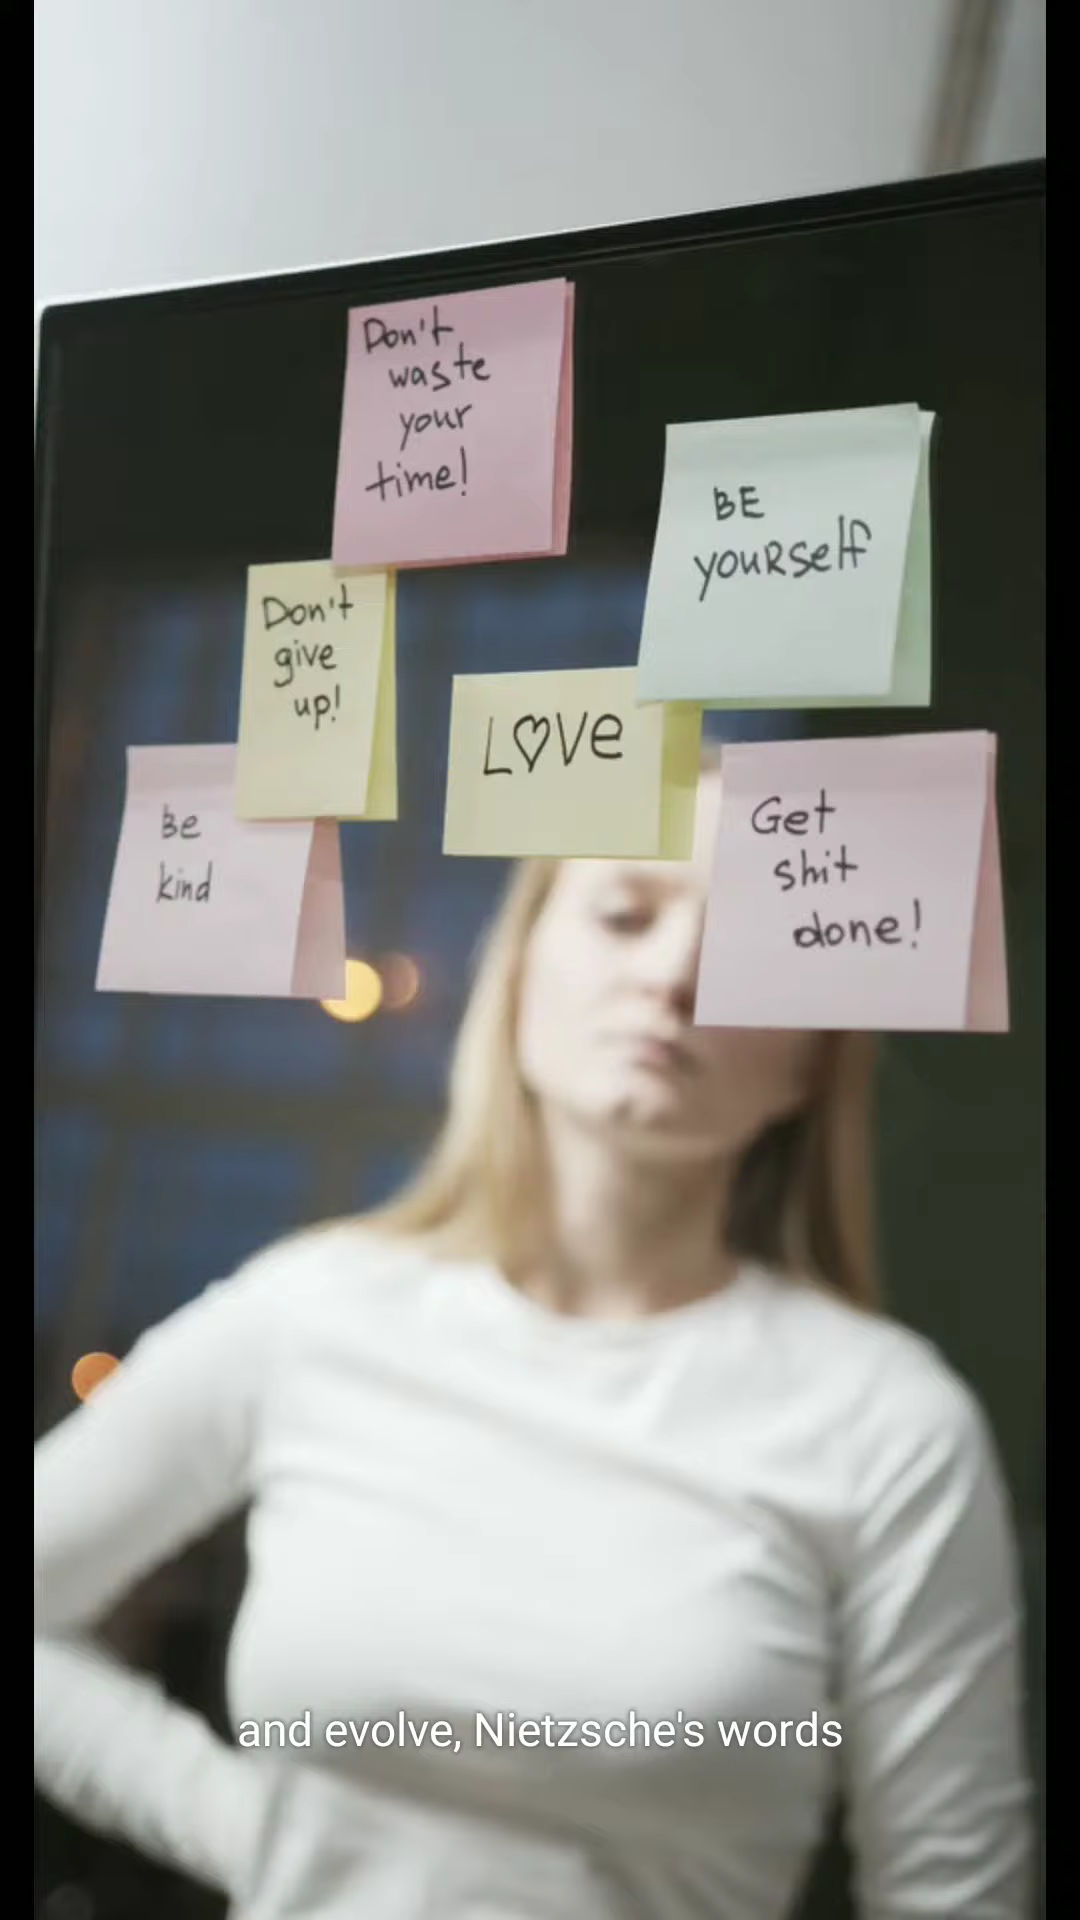 Don't
waste
your
time!
BE
youRself
Don't
give
up!
LOVe
Be
kind
Get
shit
done!
and evolve, Nietzsche's words